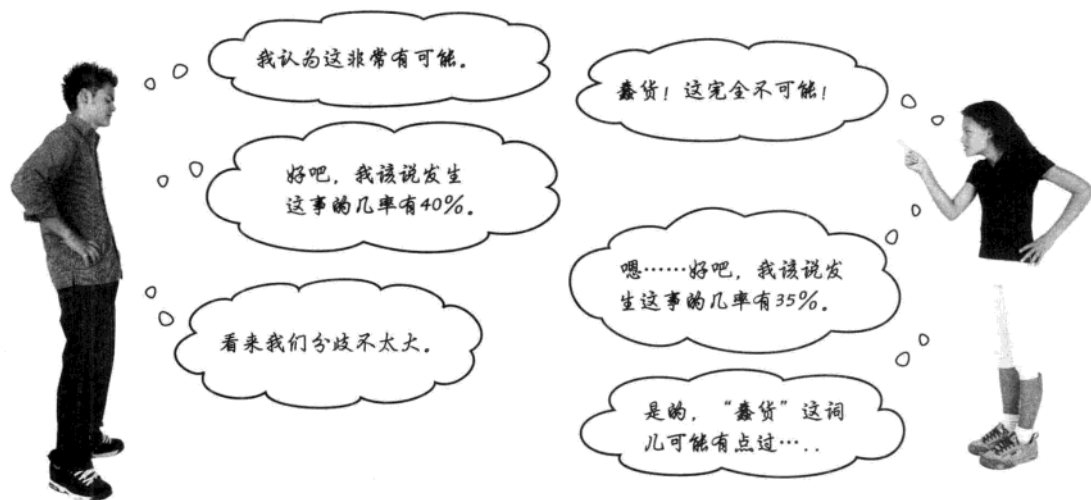 我认为这非常有可能。
蠢货！这完全不可能！
好吧，我该说发生
这事的几率有40%。
嗯……好吧，我该说发
生这事的几率有35%。
看来我们分歧不太大。
是的，“蠢货”这词
儿可能有点过…..